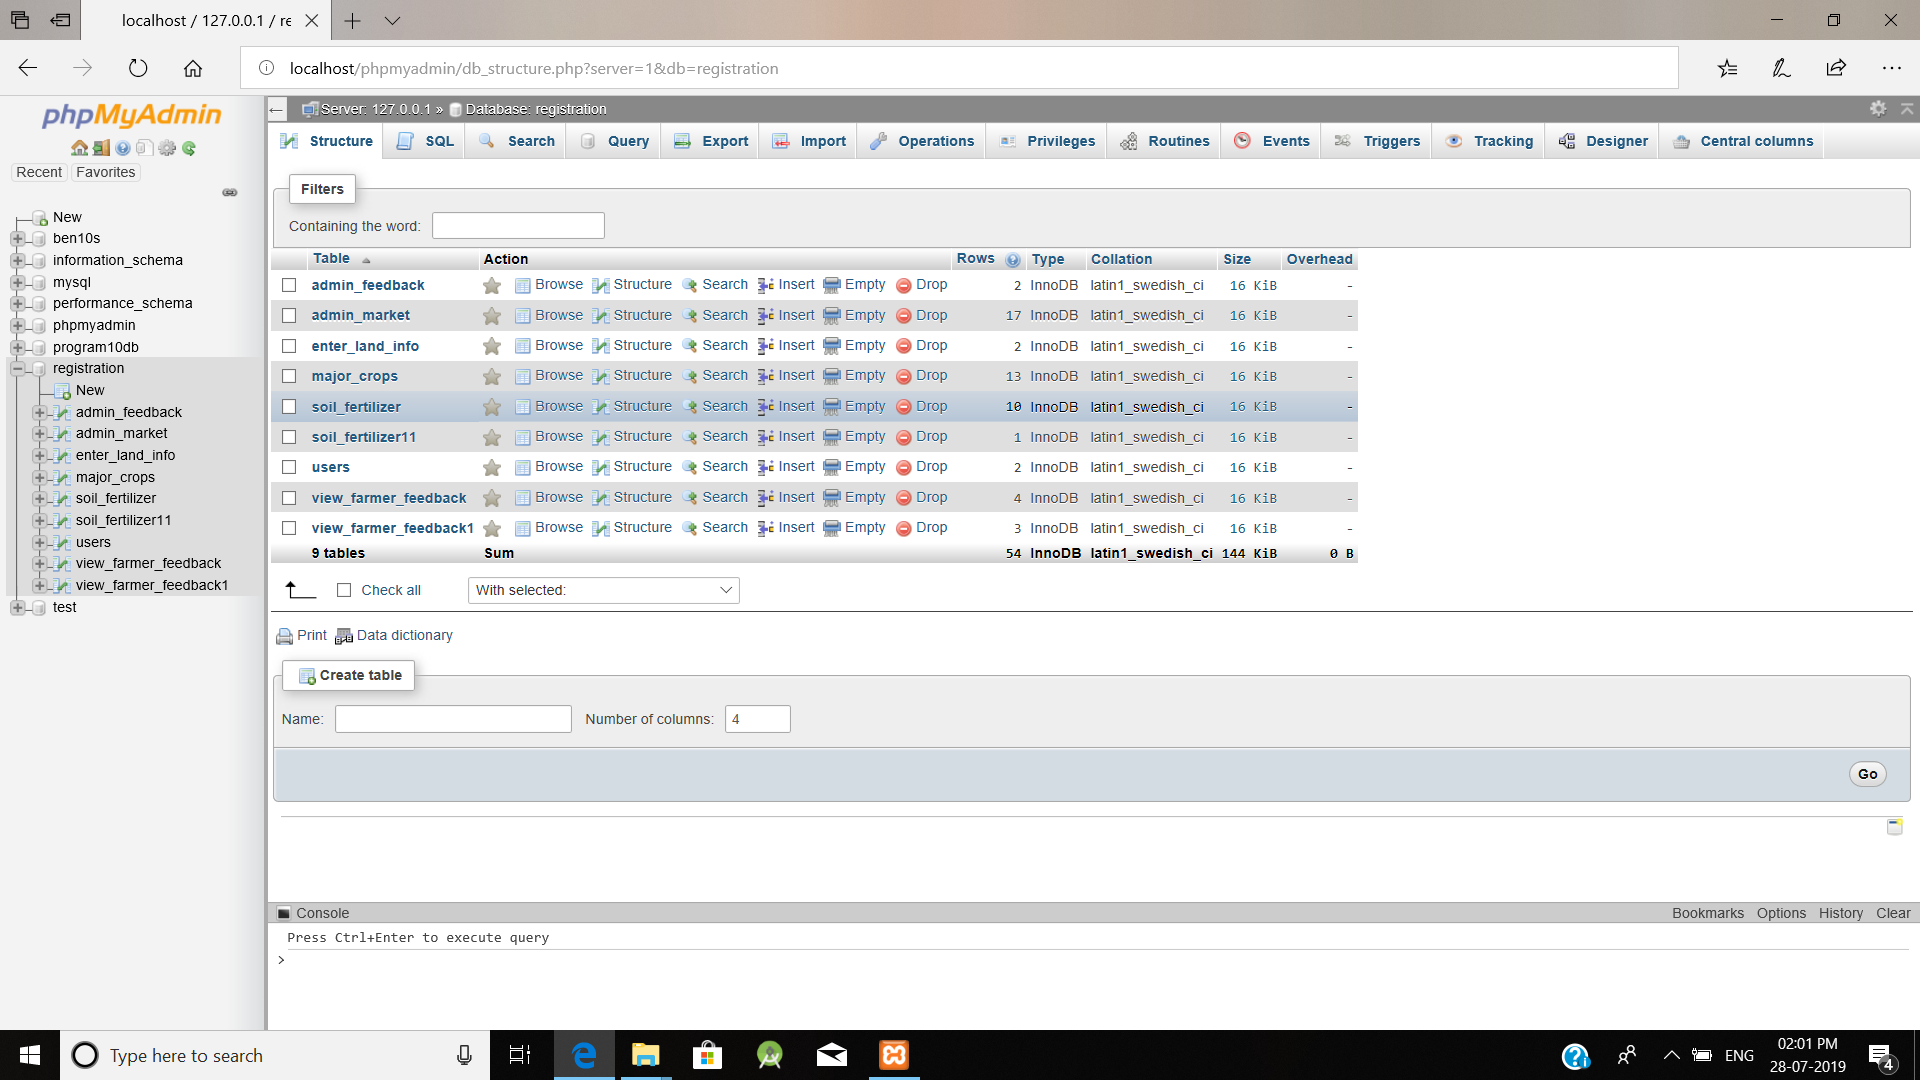 localhost / 127.0.0.1 / re
localhost/phpmyadmin/db_structure.php?server=1&db=registration
phpMyAdmin
Recent Favorites
New
ben10s
information_schema
mysql
performance_schema
phpmyadmin
program10db
registration
New
admin_feedback
admin_market
enter_land_info
major_crops
soil_fertilizer
soil_fertilizer11
users
view_farmer_feedback
view_farmer_feedback1
test
Server: 127.0.0.1 » Database: registration
Structure SQL Search Query Export Import Operations Privileges Routines Events Triggers Tracking Designer Central columns
Filters
Containing the word:
Table Action Rows Type Collation Size Overhead
admin_feedback Browse Structure Search Insert Empty Drop 2 InnoDB latin1_swedish_ci 16 KiB -
admin_market Browse Structure Search Insert Empty Drop 17 InnoDB latin1_swedish_ci 16 KiB -
enter_land_info Browse Structure Search Insert Empty Drop 2 InnoDB latin1_swedish_ci 16 KiB -
major_crops Browse Structure Search Insert Empty Drop 13 InnoDB latin1_swedish_ci 16 KiB -
soil_fertilizer Browse Structure Search Insert Empty Drop 10 InnoDB latin1_swedish_ci 16 KiB -
soil_fertilizer11 Browse Structure Search Insert Empty Drop 1 InnoDB latin1_swedish_ci 16 KiB -
users Browse Structure Search Insert Empty Drop 2 InnoDB latin1_swedish_ci 16 KiB -
view_farmer_feedback Browse Structure Search Insert Empty Drop 4 InnoDB latin1_swedish_ci 16 KiB -
view_farmer_feedback1 Browse Structure Search Insert Empty Drop 3 InnoDB latin1_swedish_ci 16 KiB -
9 tables Sum 54 InnoDB latin1_swedish_ci 144 KiB 0 B
Check all With selected:
Print Data dictionary
Create table
Name: Number of columns: 4
Go
Console Bookmarks Options History Clear
Press Ctrl+Enter to execute query
>
Type here to search
ENG
02:01 PM
28-07-2019
4